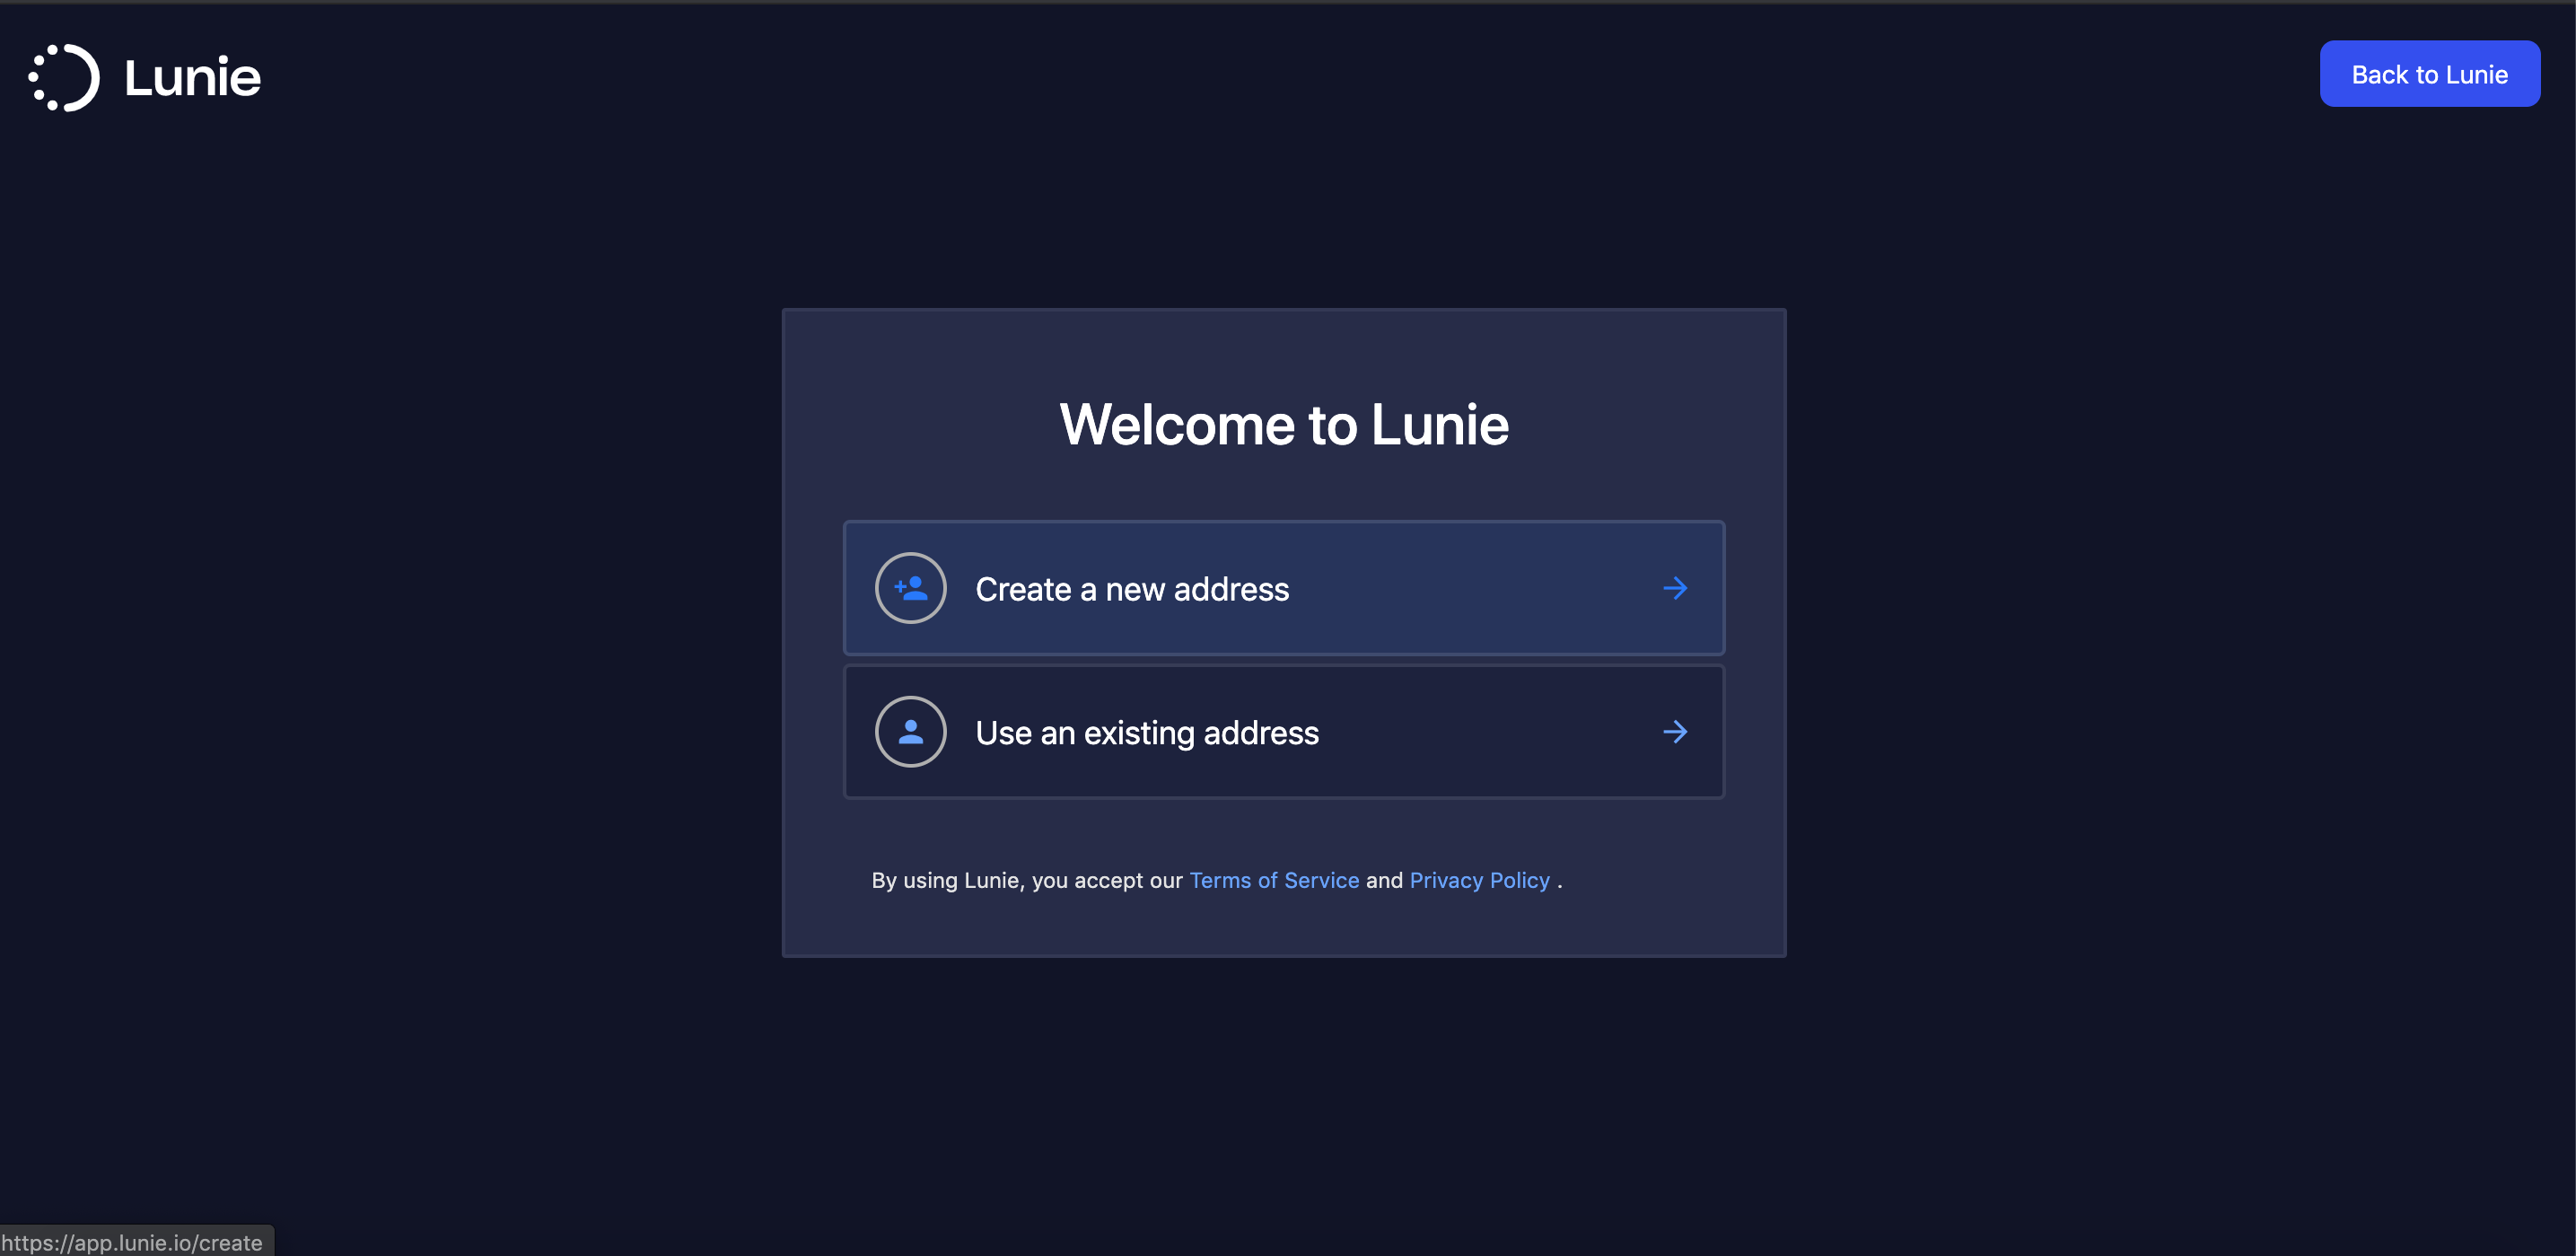 Lunie
Back to Lunie
Welcome to Lunie
Create a new address
Use an existing address
By using Lunie, you accept our Terms of Service and Privacy Policy .
https://app.lunie.io/create